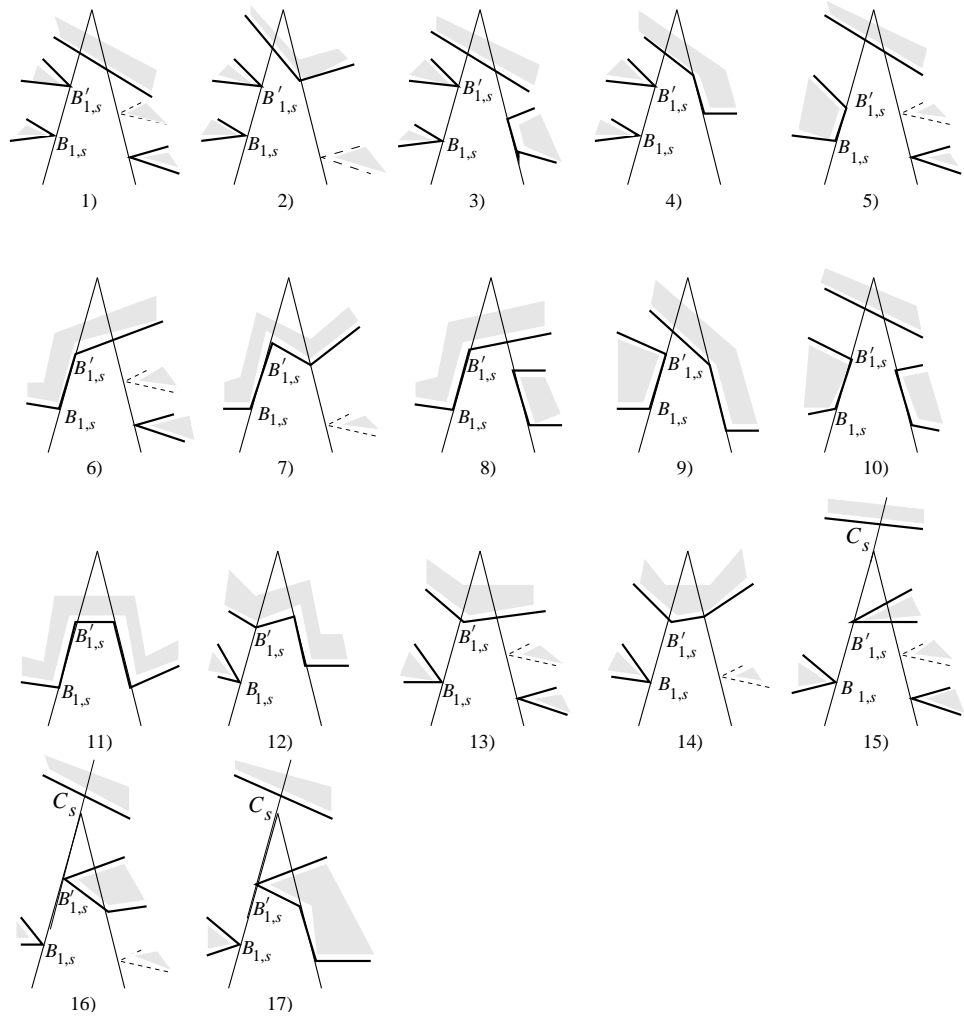 B′1,s B′1,s B′1,s B′1,s B′1,s
B1,s B1,s B1,s B1,s B1,s
1) 2) 3) 4) 5)
B′1,s B′1,s B′1,s B′1,s B′1,s
B1,s B1,s B1,s B1,s B1,s
6) 7) 8) 9) 10)
Cs
B′1,s B′1,s B′1,s B′1,s B′1,s
B1,s B1,s B1,s B1,s B1,s
11) 12) 13) 14) 15)
Cs Cs
B′1,s B′1,s
B1,s B1,s
16) 17)